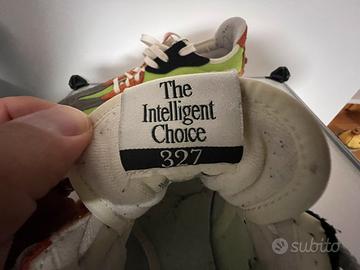 The
Intelligent
Choice
327
subito